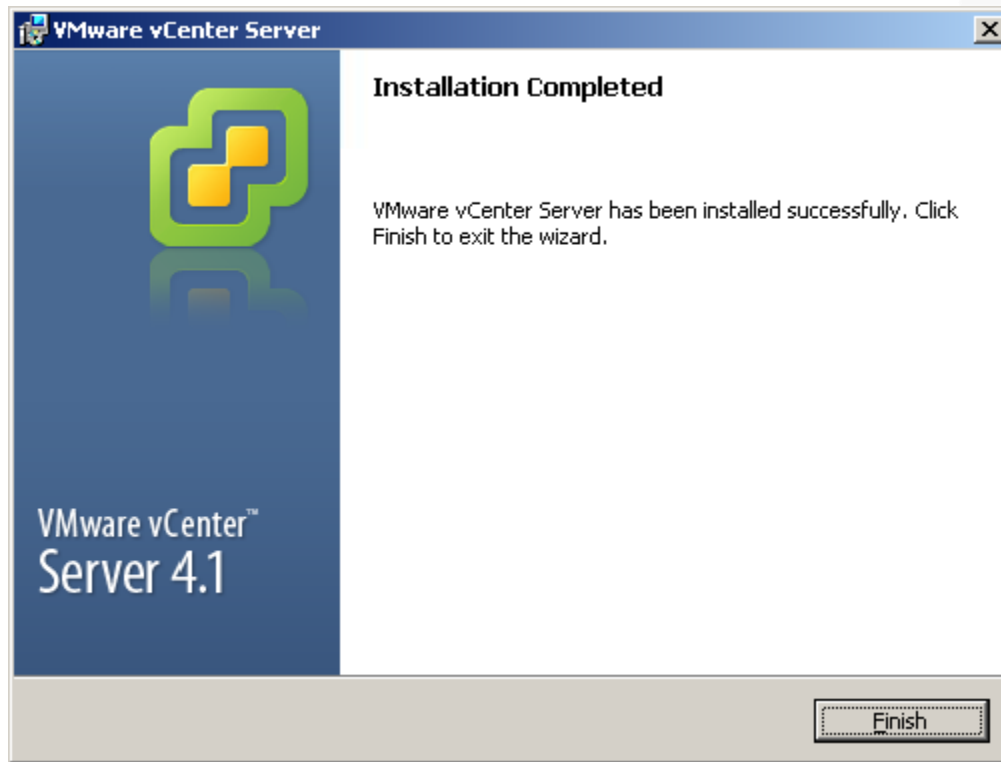 VMware vCenter Server
Installation Completed
VMware vCenter Server has been installed successfully. Click
Finish to exit the wizard.
VMware vCenter™
Server 4.1
Finish